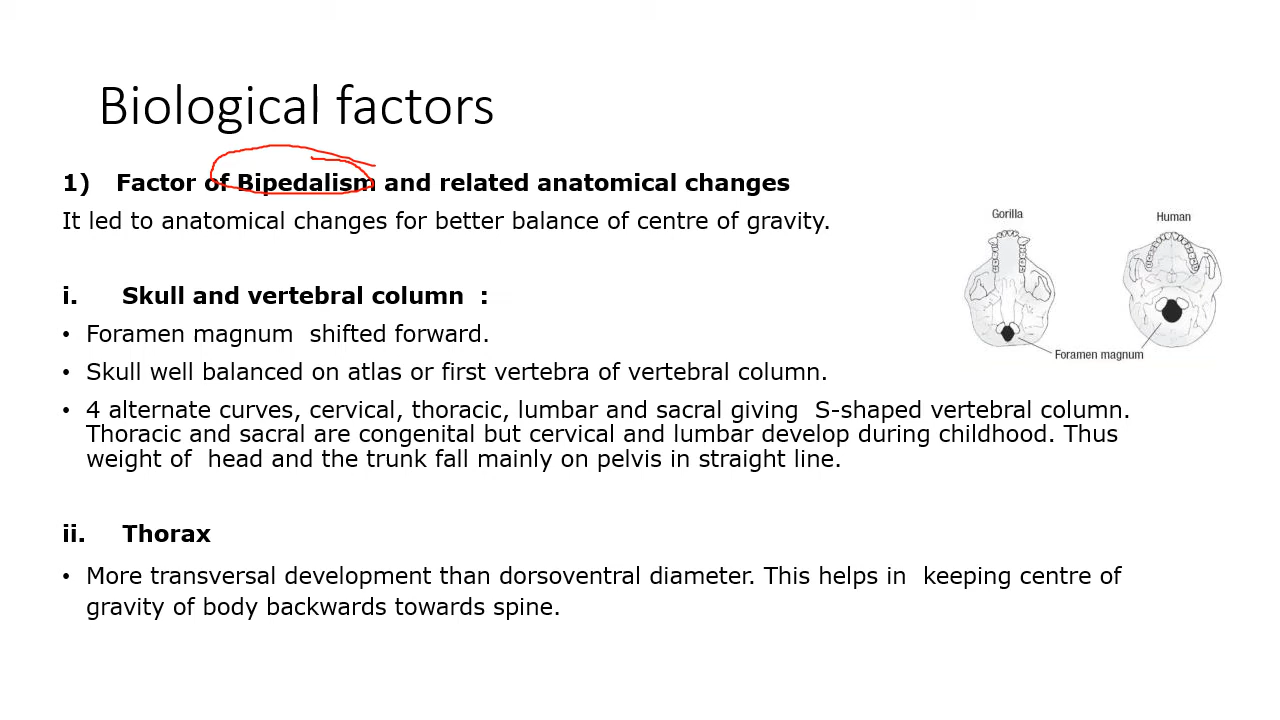 Biological factors
1) Factor of Bipedalism and related anatomical changes
It led to anatomical changes for better balance of centre of gravity.
Gorilla
Human
i. Skull and vertebral column :
• Foramen magnum shifted forward.
Foramen magnum
• Skull well balanced on atlas or first vertebra of vertebral column.
• 4 alternate curves, cervical, thoracic, lumbar and sacral giving S-shaped vertebral column.
Thoracic and sacral are congenital but cervical and lumbar develop during childhood. Thus
weight of head and the trunk fall mainly on pelvis in straight line.
ii. Thorax
• More transversal development than dorsoventral diameter. This helps in keeping centre of
gravity of body backwards towards spine.